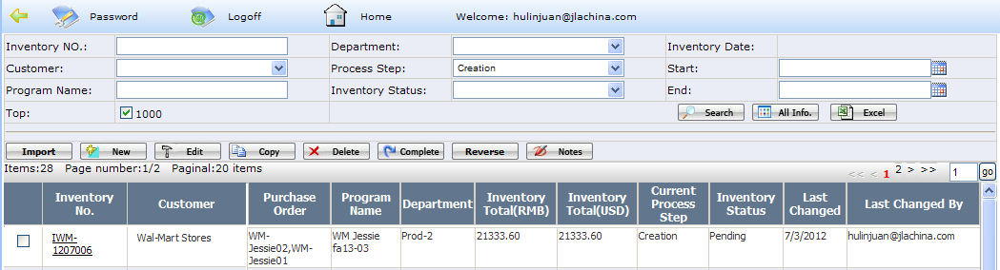 Password Logoff Home Welcome: hulinjuan@jlachina.com
Inventory NO.: Department: Inventory Date:
Customer: Process Step: Creation Start:
Program Name: Inventory Status: End:
Top: 1000 Search All Info. Excel
Import New Edit Copy Delete Complete Reverse Notes
Items:28 Page number:1/2 Paginal:20 items << < 1 2 > >> 1 go
Inventory No. Customer Purchase Order Program Name Department Inventory Total(RMB) Inventory Total(USD) Current Process Step Inventory Status Last Changed Last Changed By
IWM-1207006 Wal-Mart Stores WM-Jessie02,WM-Jessie01 WM Jessie fa13-03 Prod-2 21333.60 21333.60 Creation Pending 7/3/2012 hulinjuan@jlachina.com